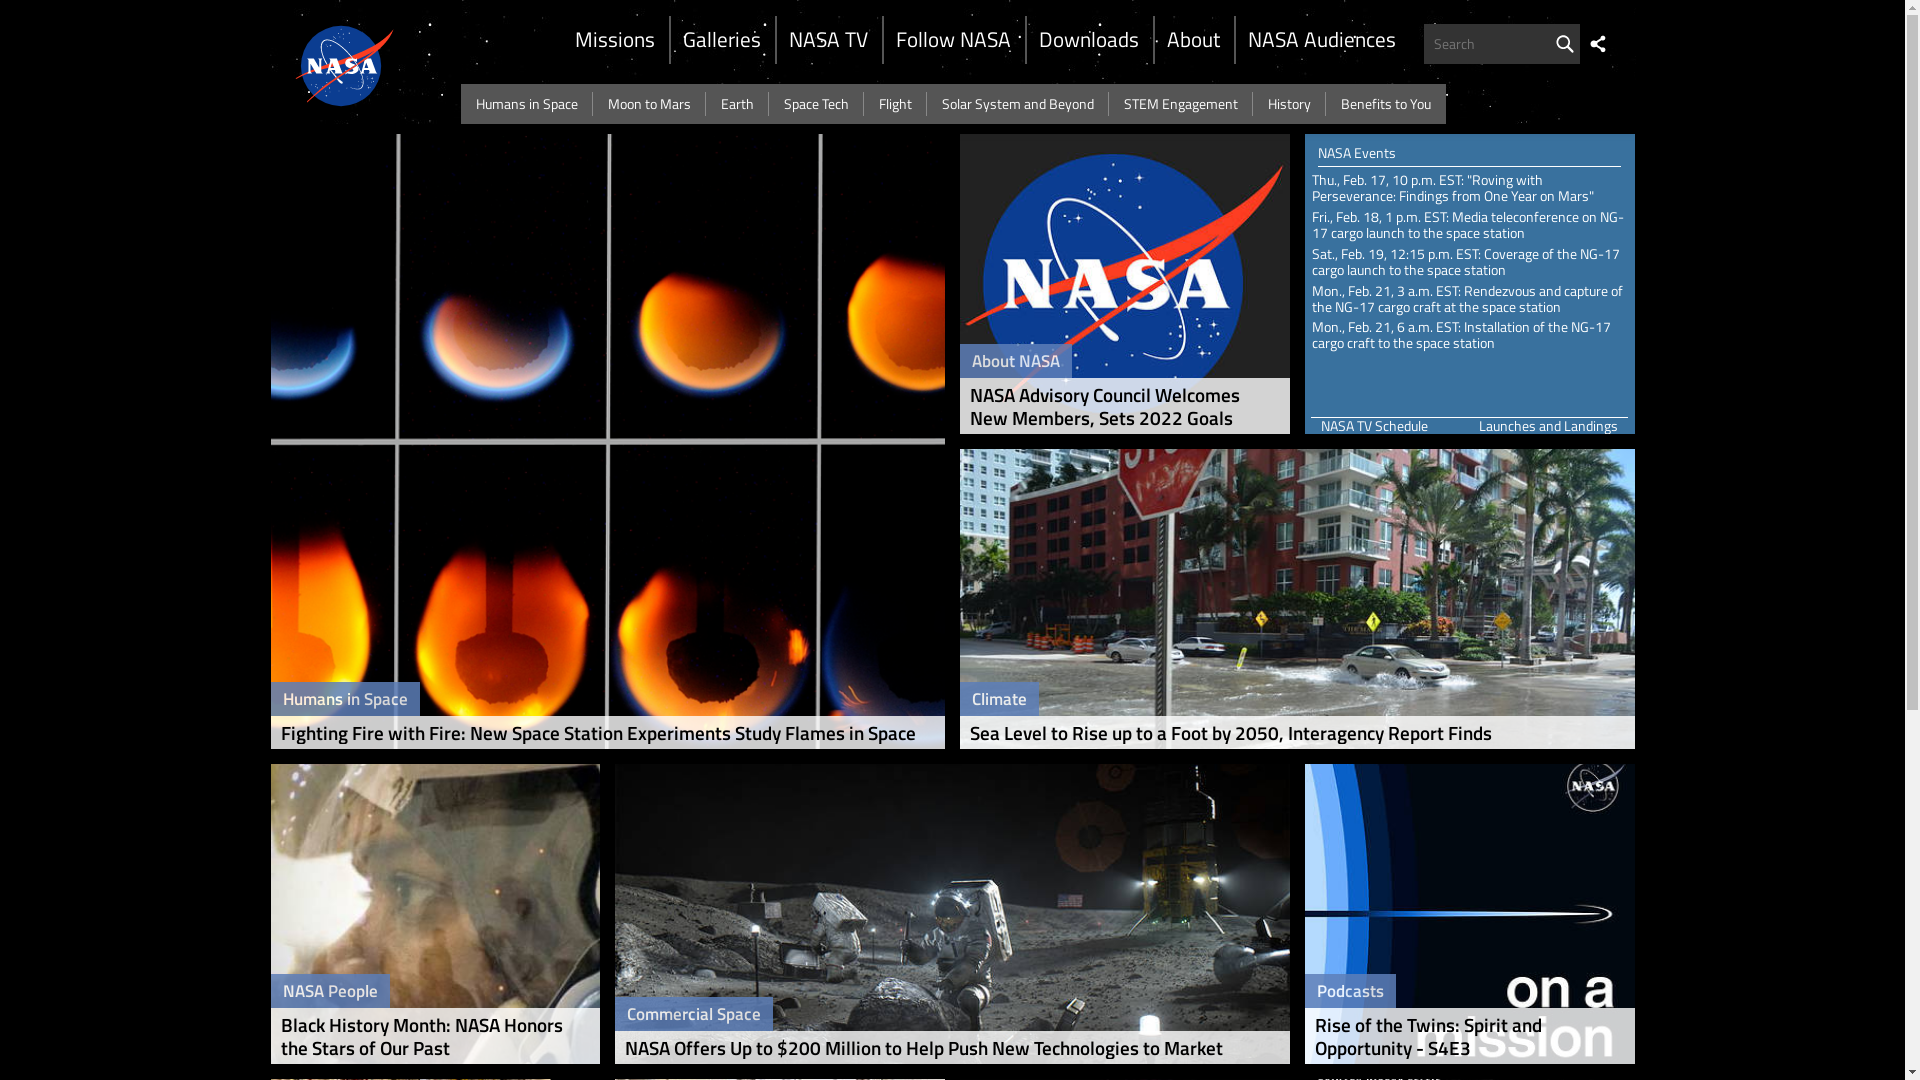 NASA
Missions
Galleries
NASA TV
Follow NASA
Downloads
About
NASA Audiences
Search
Humans in Space
Moon to Mars
Earth
Space Tech
Flight
Solar System and Beyond
STEM Engagement
History
Benefits to You
Humans in Space
Fighting Fire with Fire: New Space Station Experiments Study Flames in Space
NASA
About NASA
NASA Advisory Council Welcomes
New Members, Sets 2022 Goals
NASA Events
Thu., Feb. 17, 10 p.m. EST: "Roving with
Perseverance: Findings from One Year on Mars"
Fri., Feb. 18, 1 p.m. EST: Media teleconference on NG-
17 cargo launch to the space station
Sat., Feb. 19, 12:15 p.m. EST: Coverage of the NG-17
cargo launch to the space station
Mon., Feb. 21, 3 a.m. EST: Rendezvous and capture of
the NG-17 cargo craft at the space station
Mon., Feb. 21, 6 a.m. EST: Installation of the NG-17
cargo craft to the space station
NASA TV Schedule
Launches and Landings
Climate
Sea Level to Rise up to a Foot by 2050, Interagency Report Finds
NASA People
Black History Month: NASA Honors
the Stars of Our Past
Commercial Space
NASA Offers Up to $200 Million to Help Push New Technologies to Market
NASA
on a
mission
Podcasts
Rise of the Twins: Spirit and
Opportunity - S4E3